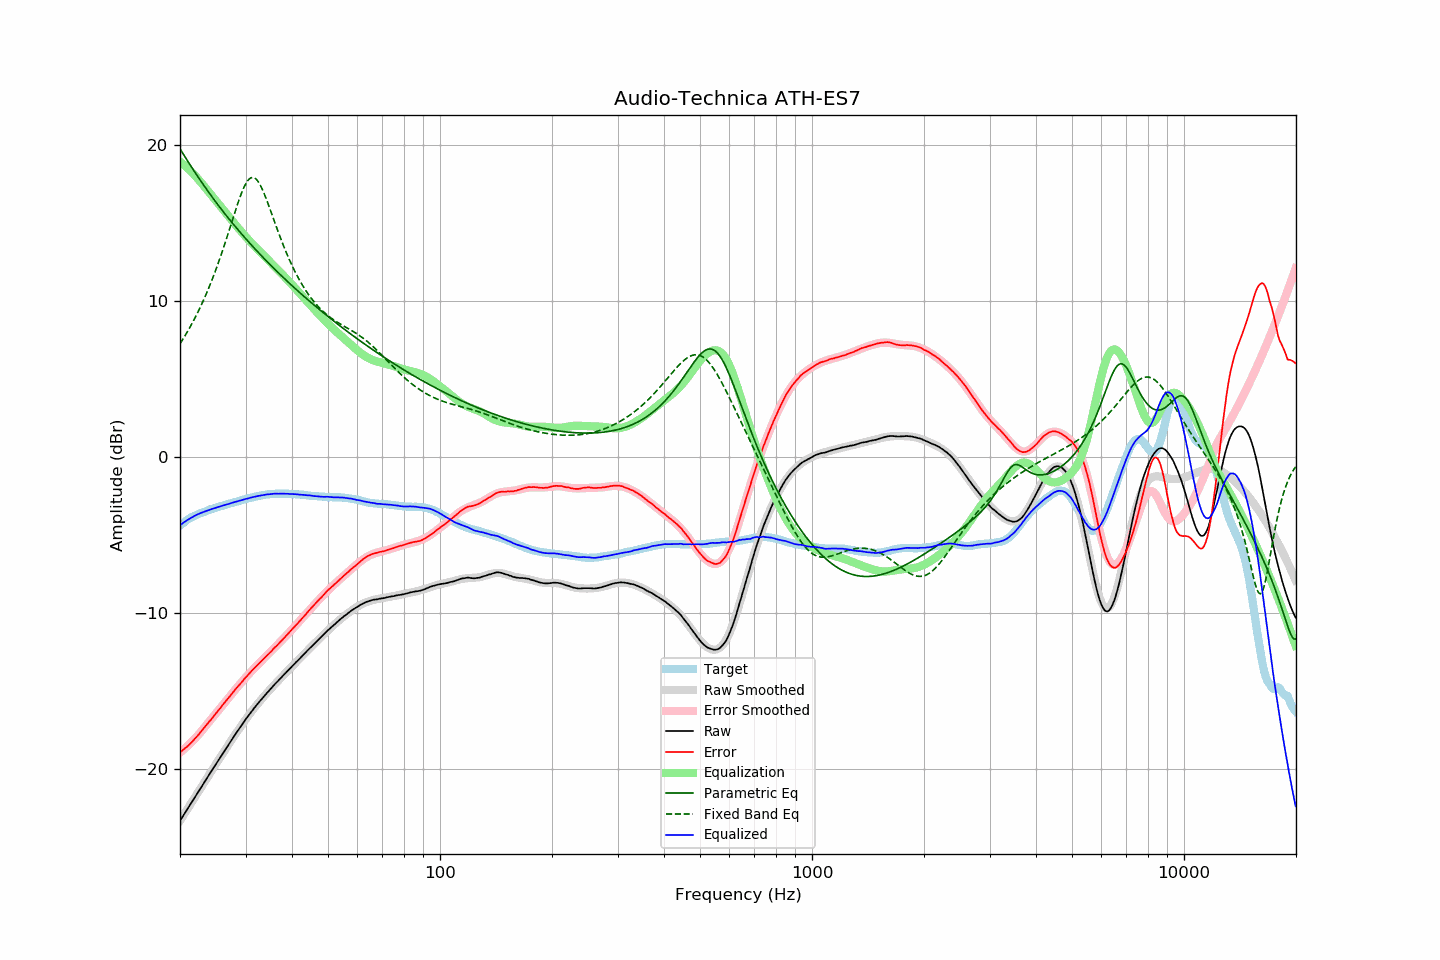 Audio-Technica ATH-ES7
Amplitude (dBr)
20
10
0
−10
−20
Target
Raw Smoothed
Error Smoothed
Raw
Error
Equalization
Parametric Eq
Fixed Band Eq
Equalized
100 1000 10000
Frequency (Hz)